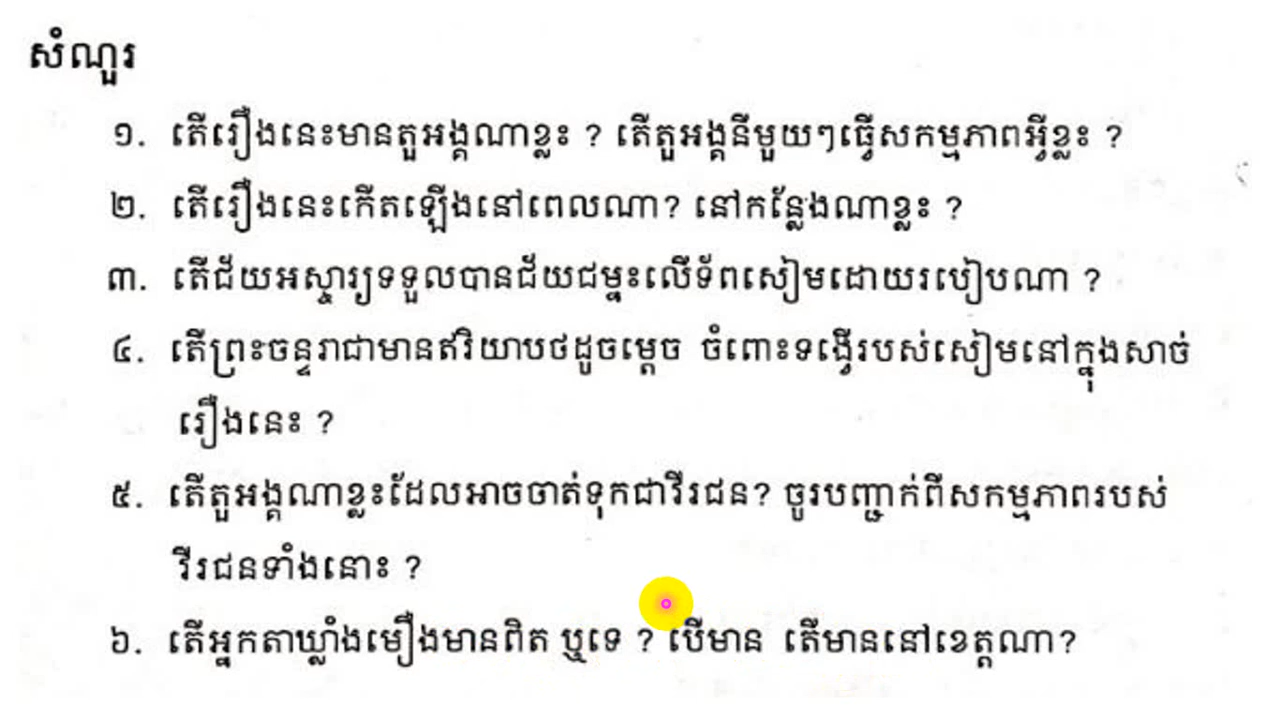 សំណួរ
១. តើរឿងនេះមានតួអង្គណាខ្លះ ? តើតួអង្គនីមួយៗធ្វើសកម្មភាពអ្វីខ្លះ ?
២. តើរឿងនេះកើតឡើងនៅពេលណា? នៅកន្លែងណាខ្លះ ?
៣. តើជ័យអស្ចារ្យទទួលបានជ័យជម្នះលើទ័ពសៀមដោយរបៀបណា ?
៤. តើព្រះចន្ទរាជាមានឥរិយាបថដូចម្ដេច ចំពោះទង្វើរបស់សៀមនៅក្នុងសាច់
រឿងនេះ ?
៥. តើតួអង្គណាខ្លះដែលអាចចាត់ទុកជាវីរជន? ចូរបញ្ជាក់ពីសកម្មភាពរបស់
វីរជនទាំងនោះ ?
៦. តើអ្នកតាឃ្លាំងមឿងមានពិត ឬទេ ? បើមាន តើមាននៅខេត្តណា?